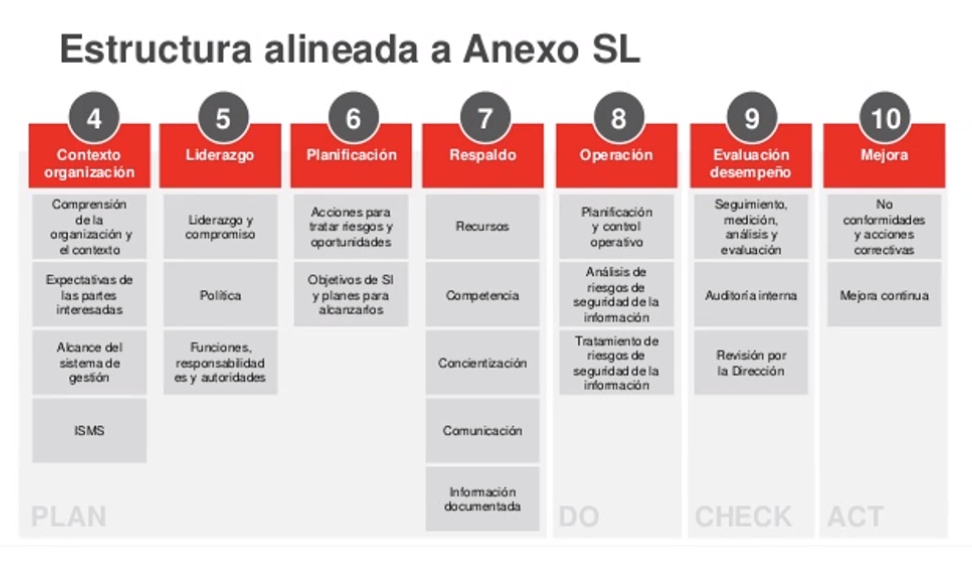 Estructura alineada a Anexo SL
4
Contexto
organización
Comprensión
de la
organización y
el contexto
Expectativas de
las partes
interesadas
Alcance del
sistema de
gestión
ISMS
5
Liderazgo
Liderazgo y
compromiso
Política
Funciones,
responsabilidad
es y autoridades
6
Planificación
Acciones para
tratar riesgos y
oportunidades
Objetivos de SI
y planes para
alcanzarlos
7
Respaldo
Recursos
Competencia
Concientización
Comunicación
Información
documentada
PLAN
8
Operación
Planificación
y control
operativo
Análisis de
riesgos de
seguridad de la
información
Tratamiento de
riesgos de
seguridad de la
información
DO
9
Evaluación
desempeño
Seguimiento,
medición,
análisis y
evaluación
Auditoría interna
Revisión por
la Dirección
CHECK
10
Mejora
No
conformidades
y acciones
correctivas
Mejora continua
ACT